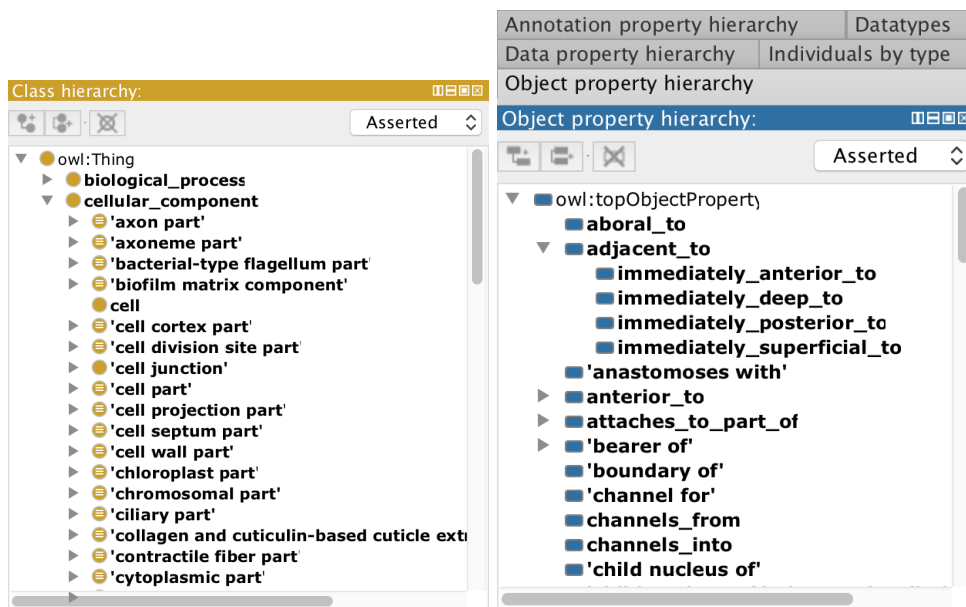 Class hierarchy:
Asserted
owl:Thing
biological_process
cellular_component
'axon part'
'axoneme part'
'bacterial-type flagellum part'
'biofilm matrix component'
cell
'cell cortex part'
'cell division site part'
'cell junction'
'cell part'
'cell projection part'
'cell septum part'
'cell wall part'
'chloroplast part'
'chromosomal part'
'ciliary part'
'collagen and cuticulin-based cuticle extr
'contractile fiber part'
'cytoplasmic part'
Annotation property hierarchy
Datatypes
Data property hierarchy
Individuals by type
Object property hierarchy
Object property hierarchy:
Asserted
owl:topObjectProperty
aboral_to
adjacent_to
immediately_anterior_to
immediately_deep_to
immediately_posterior_to
immediately_superficial_to
'anastomoses with'
anterior_to
attaches_to_part_of
'bearer of'
'boundary of'
'channel for'
channels_from
channels_into
'child nucleus of'